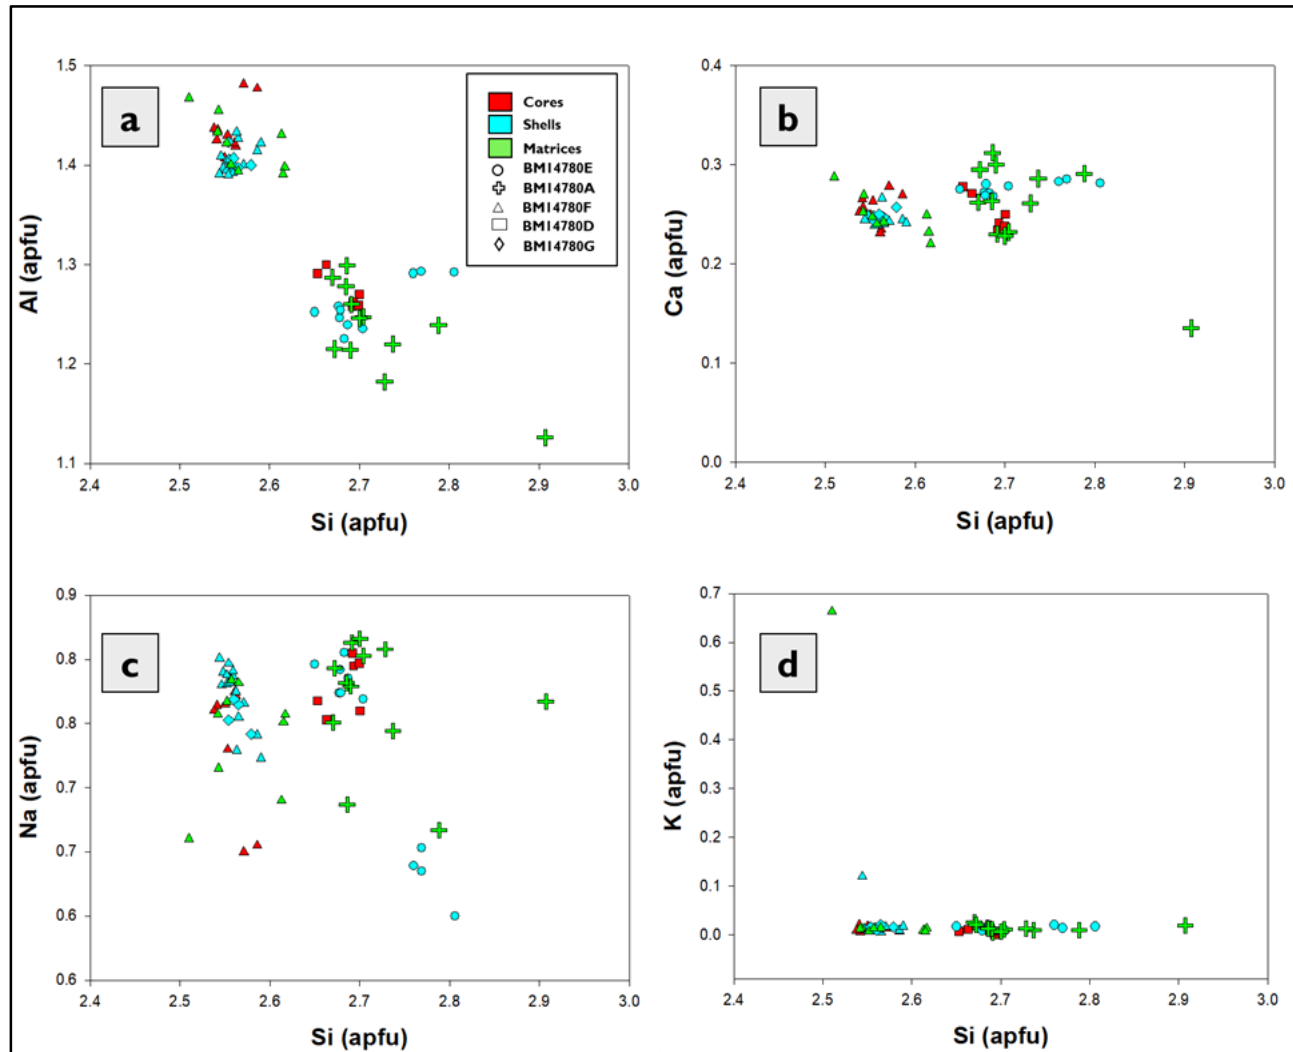 a
1.5
1.4
1.3
1.2
1.1
Al (apfu)
2.4 2.5 2.6 2.7 2.8 2.9 3.0
Si (apfu)
Cores
Shells
Matrices
BM14780E
BM14780A
BM14780F
BM14780D
BM14780G
b
0.4
0.3
0.2
0.1
0.0
Ca (apfu)
2.4 2.5 2.6 2.7 2.8 2.9 3.0
Si (apfu)
c
0.9
0.8
0.8
0.7
0.7
0.6
0.6
Na (apfu)
2.4 2.5 2.6 2.7 2.8 2.9 3.0
Si (apfu)
d
0.7
0.6
0.5
0.4
0.3
0.2
0.1
0.0
K (apfu)
2.4 2.5 2.6 2.7 2.8 2.9 3.0
Si (apfu)